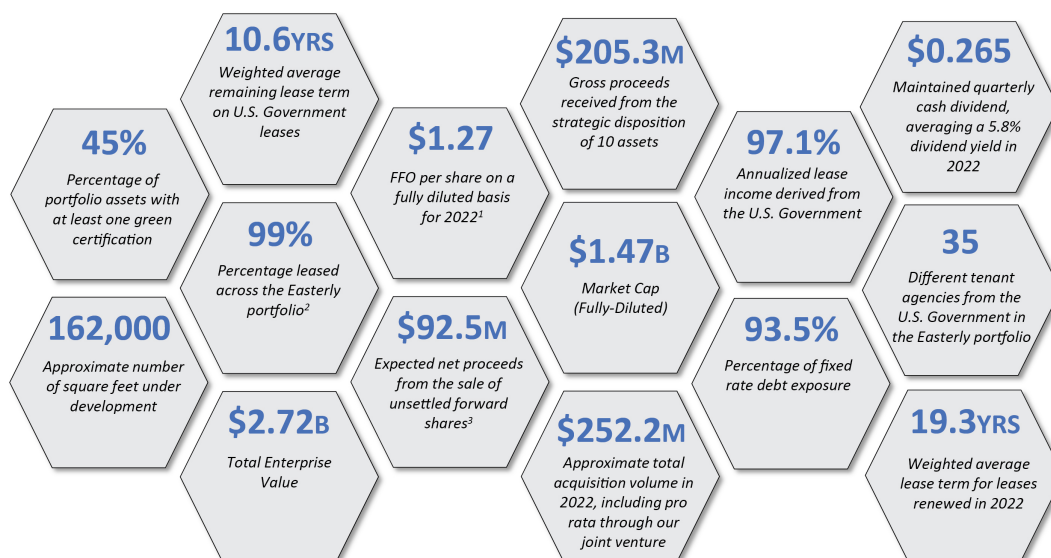 45%
Percentage of
portfolio assets with
at least one green
certification
162,000
Approximate number
of square feet under
development
10.6YRS
Weighted average
remaining lease term
on U.S. Government
leases
99%
Percentage leased
across the Easterly
portfolio²
$2.72B
Total Enterprise
Value
$1.27
FFO per share on a
fully diluted basis
for 2022¹
$92.5M
Expected net proceeds
from the sale of
unsettled forward
shares³
$205.3M
Gross proceeds
received from the
strategic disposition
of 10 assets
$1.47B
Market Cap
(Fully-Diluted)
$252.2M
Approximate total
acquisition volume in
2022, including pro
rata through our
joint venture
97.1%
Annualized lease
income derived from
the U.S. Government
93.5%
Percentage of fixed
rate debt exposure
$0.265
Maintained quarterly
cash dividend,
averaging a 5.8%
dividend yield in
2022
35
Different tenant
agencies from the
U.S. Government in
the Easterly portfolio
19.3YRS
Weighted average
lease term for leases
renewed in 2022